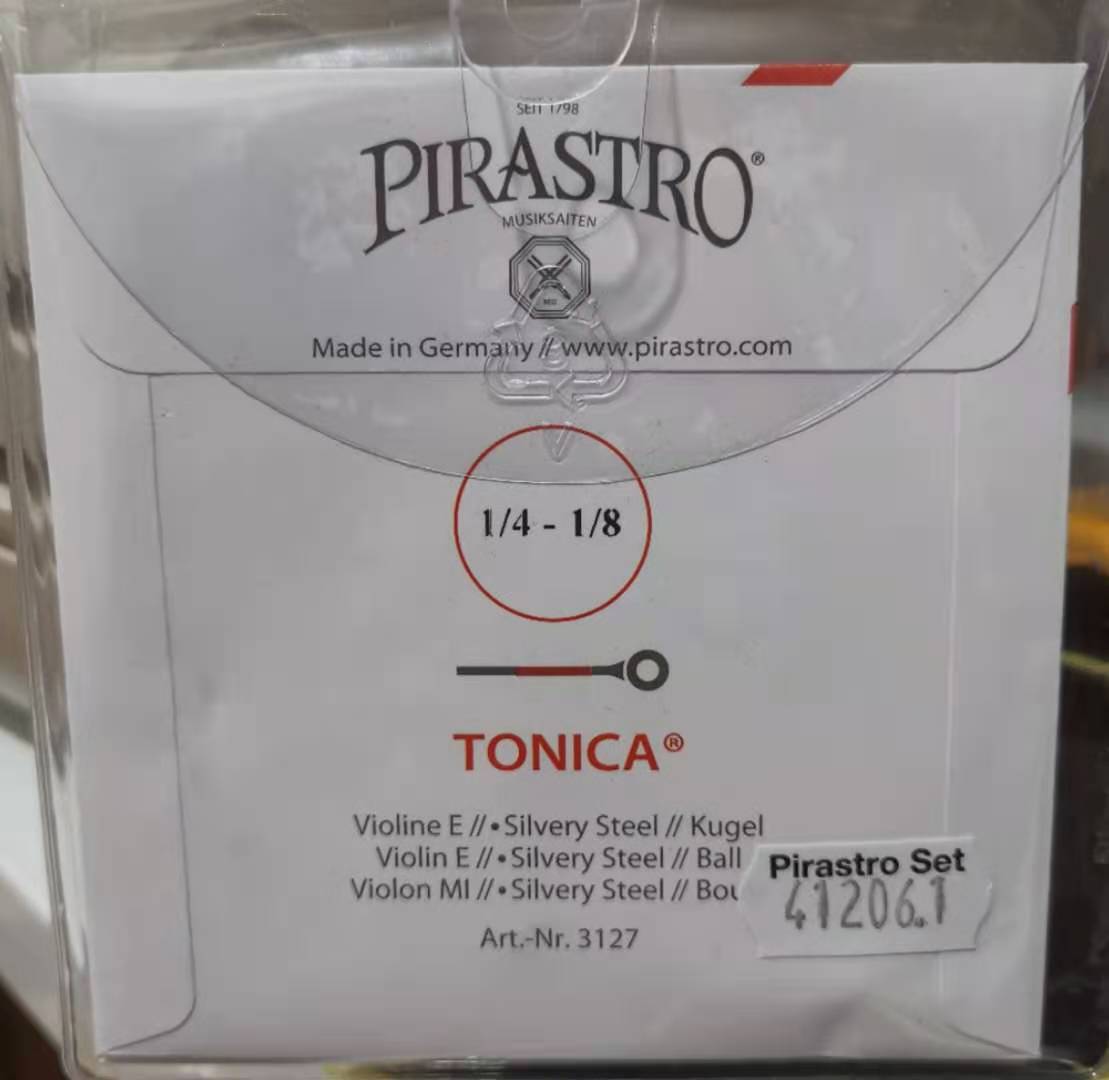 SEIT 1798
PIRASTRO®
MUSIKSAITEN
REG
Made in Germany // www.pirastro.com
V
1/4 - 1/8
TONICA®
Violine E // • Silvery Steel // Kugel
Violin E // • Silvery Steel // Ball
Violon MI // • Silvery Steel //
Art.-Nr. 3127
Pirastro Set
41206.1